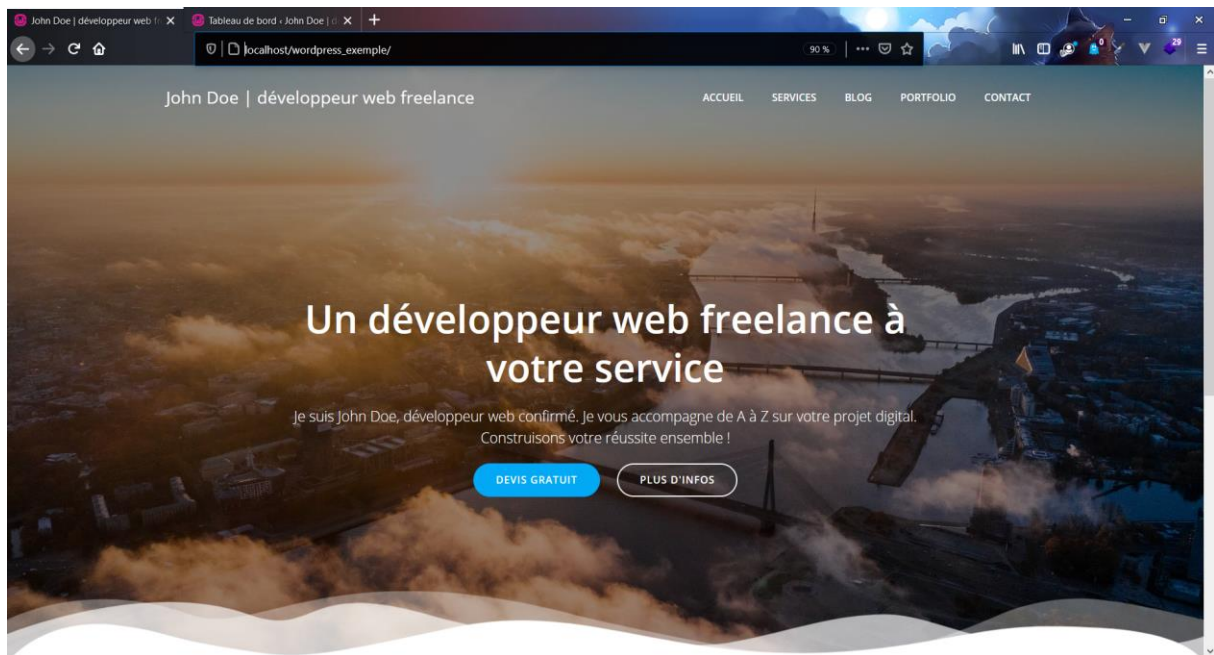 John Doe | développeur web fr
Tableau de bord ‹ John Doe | d
localhost/wordpress_exemple/
90 %
0
29
John Doe | développeur web freelance
ACCUEIL SERVICES BLOG PORTFOLIO CONTACT
Un développeur web freelance à
votre service
Je suis John Doe, développeur web confirmé. Je vous accompagne de A à Z sur votre projet digital.
Construisons votre réussite ensemble !
DEVIS GRATUIT PLUS D'INFOS